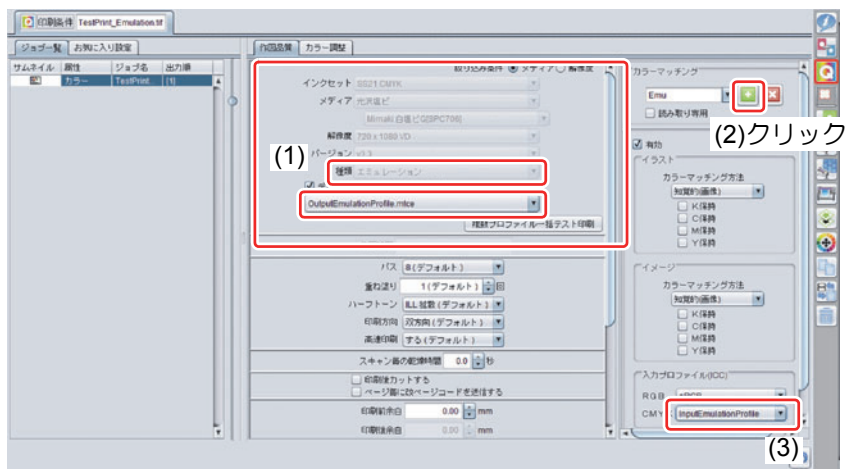 印刷条件 TestPrint_Emulation.tif
ジョブ一覧 お気に入り設定
サムネイル 属性 ジョブ名 出力順
カラー TestPrint... [1]
作図品質 カラー調整
絞り込み条件 メディア 解像度
インクセット SS21 CMYK
メディア 光沢塩ビ
Mimaki 白塩ビG[SPC706]
解像度 720 x 1080 VD
バージョン v3.3
(1)
種類 エミュレーション
OutputEmulationProfile.mtce
複数プロファイル一括テスト印刷
パス 8(デフォルト)
重ね塗り 1(デフォルト) 回
ハーフトーン ILL 拡散 (デフォルト)
印刷方向 双方向 (デフォルト)
高速印刷 する (デフォルト)
スキャン毎の乾燥時間 0.0 秒
印刷後カットする
ページ毎に改ページコードを送信する
印刷前余白 0.00 mm
印刷後余白 0.00 mm
カラーマッチング
Emu
読み取り専用
(2)クリック
有効
イラスト
カラーマッチング方法
知覚的(画像)
K保持
C保持
M保持
Y保持
イメージ
カラーマッチング方法
知覚的(画像)
K保持
C保持
M保持
Y保持
入力プロファイル(ICC)
RGB sRGB
CMYK InputEmulationProfile
(3)